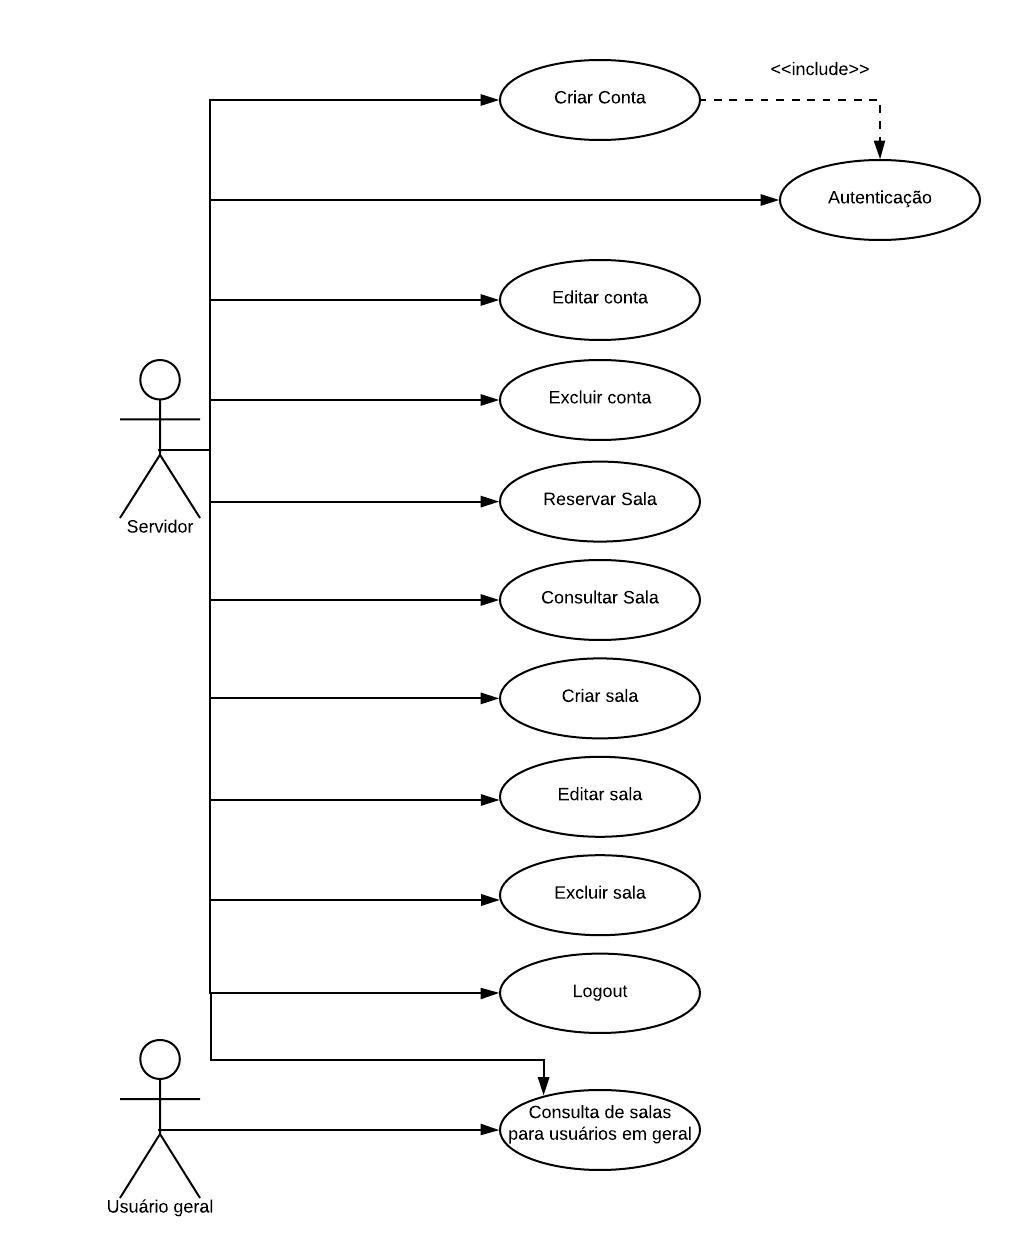 <<include>>
Criar Conta
Autenticação
Editar conta
Excluir conta
Reservar Sala
Servidor
Consultar Sala
Criar sala
Editar sala
Excluir sala
Logout
Consulta de salas
para usuários em geral
Usuário geral